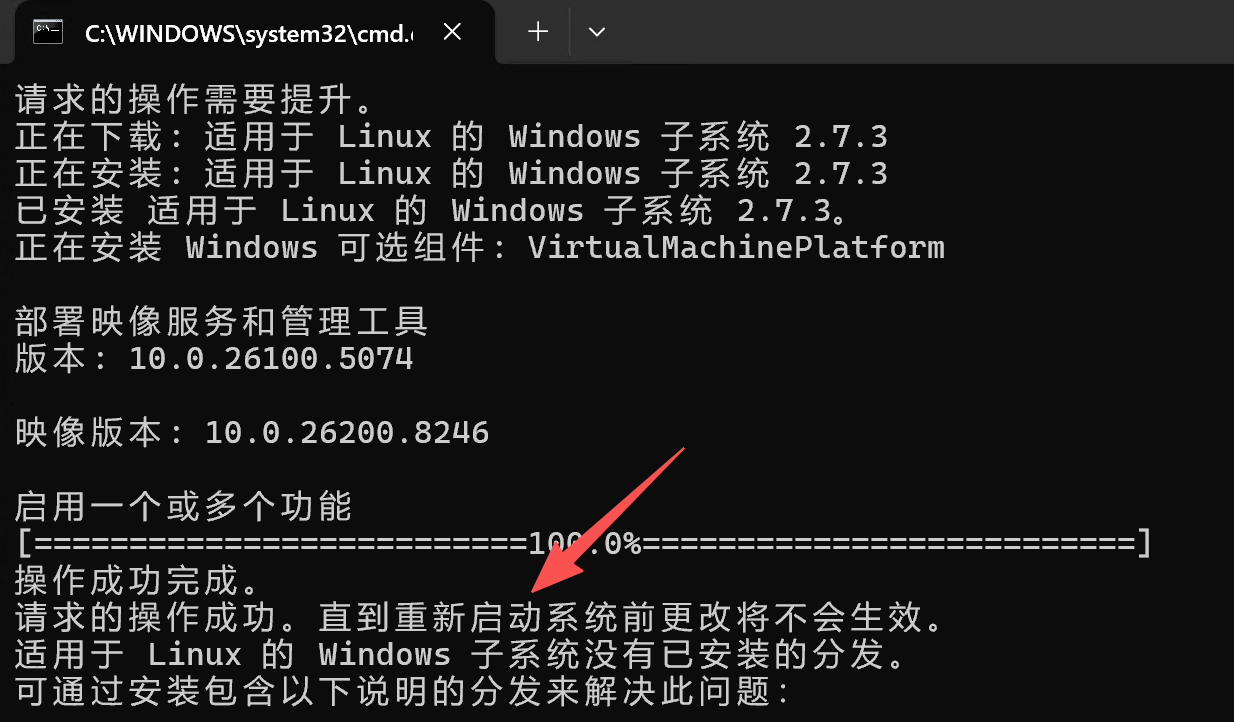 C:\WINDOWS\system32\cmd.
请求的操作需要提升。
正在下载: 适用于 Linux 的 Windows 子系统 2.7.3
正在安装: 适用于 Linux 的 Windows 子系统 2.7.3
已安装 适用于 Linux 的 Windows 子系统 2.7.3。
正在安装 Windows 可选组件: VirtualMachinePlatform
部署映像服务和管理工具
版本: 10.0.26100.5074
映像版本: 10.0.26200.8246
启用一个或多个功能
[==========================100.0%==========================]
操作成功完成。
请求的操作成功。直到重新启动系统前更改将不会生效。
适用于 Linux 的 Windows 子系统没有已安装的分发。
可通过安装包含以下说明的分发来解决此问题: